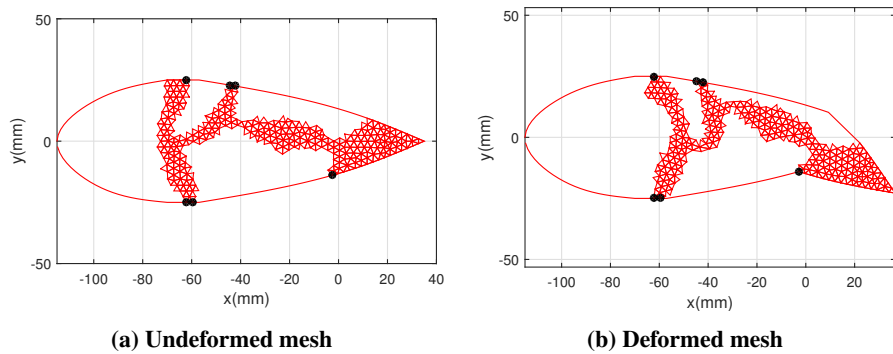 50
0
-50
y(mm)
-100 -80 -60 -40 -20 0 20 40
x(mm)
(a) Undeformed mesh
50
0
-50
y(mm)
-100 -80 -60 -40 -20 0 20
x(mm)
(b) Deformed mesh